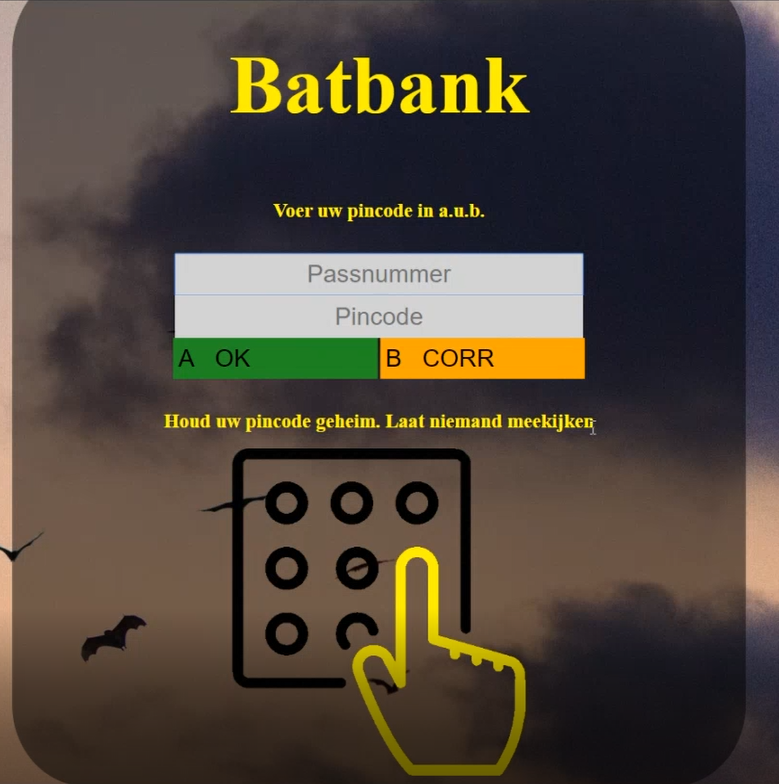 Batbank
Voer uw pincode in a.u.b.
Passnummer
Pincode
A OK B CORR
Houd uw pincode geheim. Laat niemand meekijken